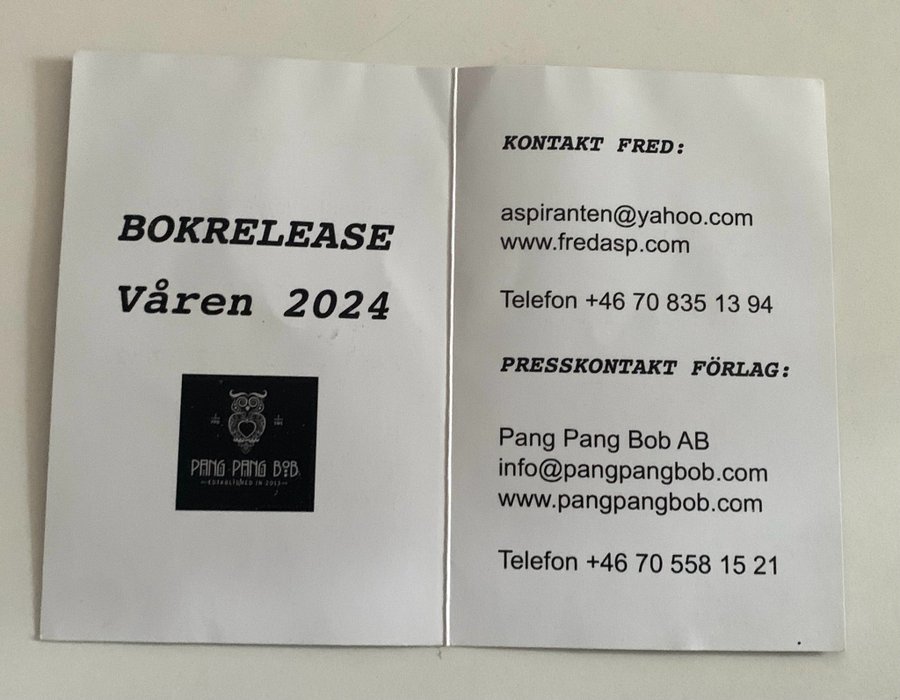 BOKRELEASE
Våren 2024
PANG PANG BOB
ESTABLISHED IN 2013
KONTAKT FRED:
aspiranten@yahoo.com
www.fredasp.com
Telefon +46 70 835 13 94
PRESSKONTAKT FÖRLAG:
Pang Pang Bob AB
info@pangpangbob.com
www.pangpangbob.com
Telefon +46 70 558 15 21